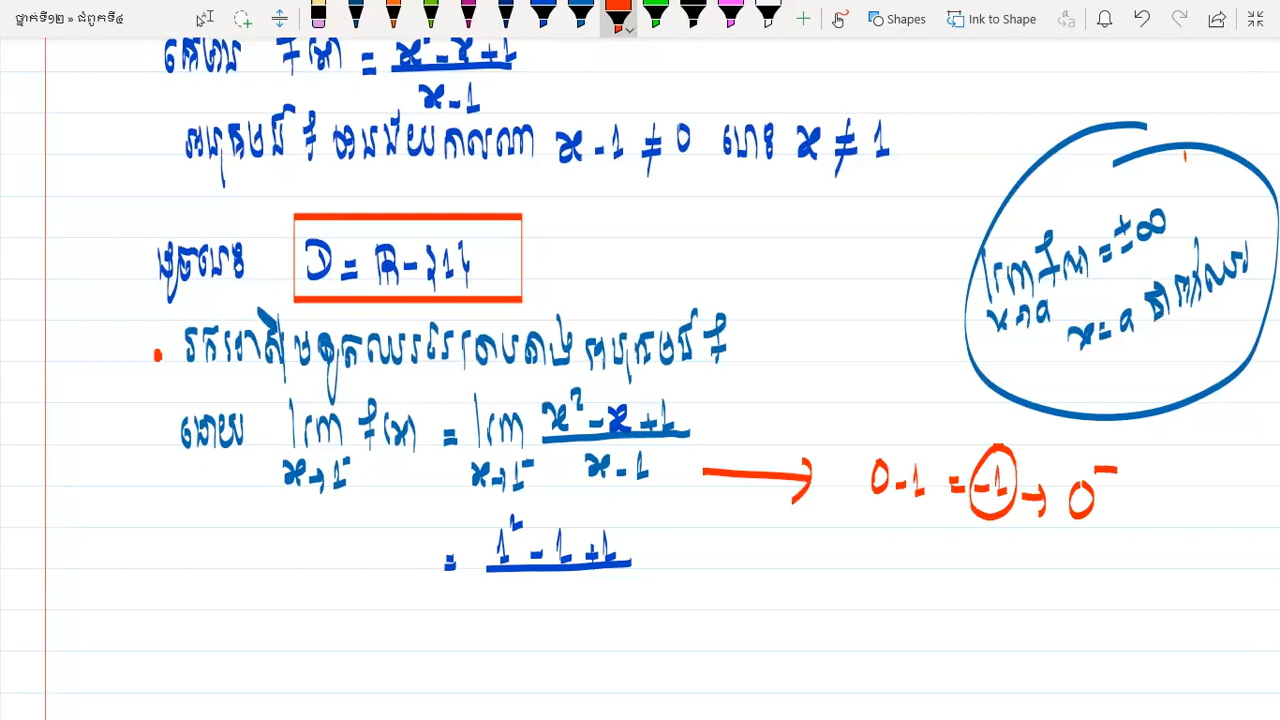 ថ្នាក់ទី១២ » ជំពូកទី៤
Shapes
Ink to Shape
គេមាន f(x) = x² - x + 1 / x - 1
អនុគមន៍ f មានន័យកាលណា x - 1 ≠ 0 ហេតុ x ≠ 1
ដូចនេះ D = ℝ - {1}
• រកអាស៊ីមតូតឈរនៃក្រាបតាងអនុគមន៍ f
ដោយ lim x→1⁻ f(x) = lim x→1⁻ x² - x + 1 / x - 1 → 0 - 1 = -1 → 0⁻
= 1² - 1 + 1
lim x→a f(x) = ±∞
x = a ជា